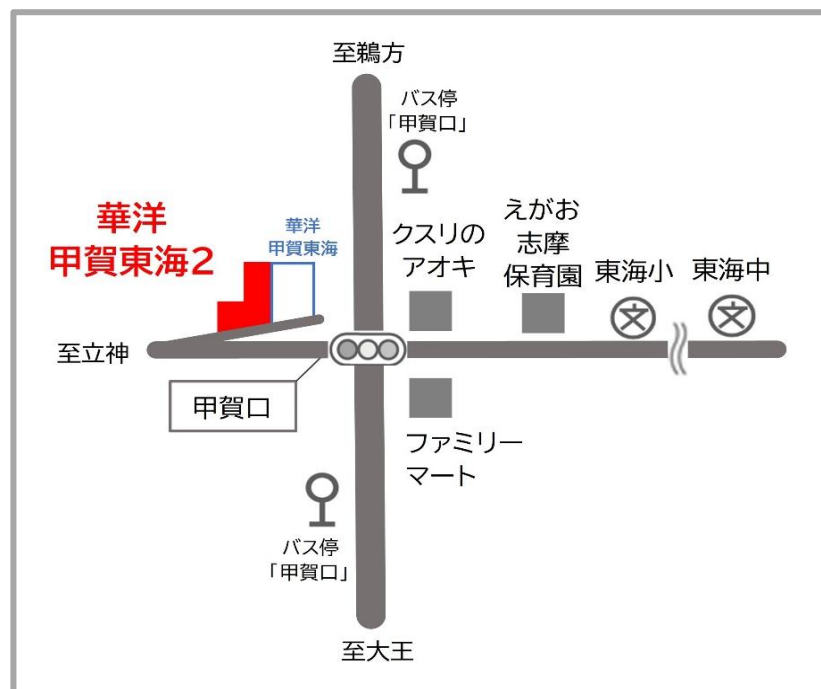 至鵜方
バス停
「甲賀口」
華洋
甲賀東海2
華洋
甲賀東海
クスリの
アオキ
えがお
志摩
保育園
東海小
東海中
文
文
至立神
甲賀口
ファミリー
マート
バス停
「甲賀口」
至大王